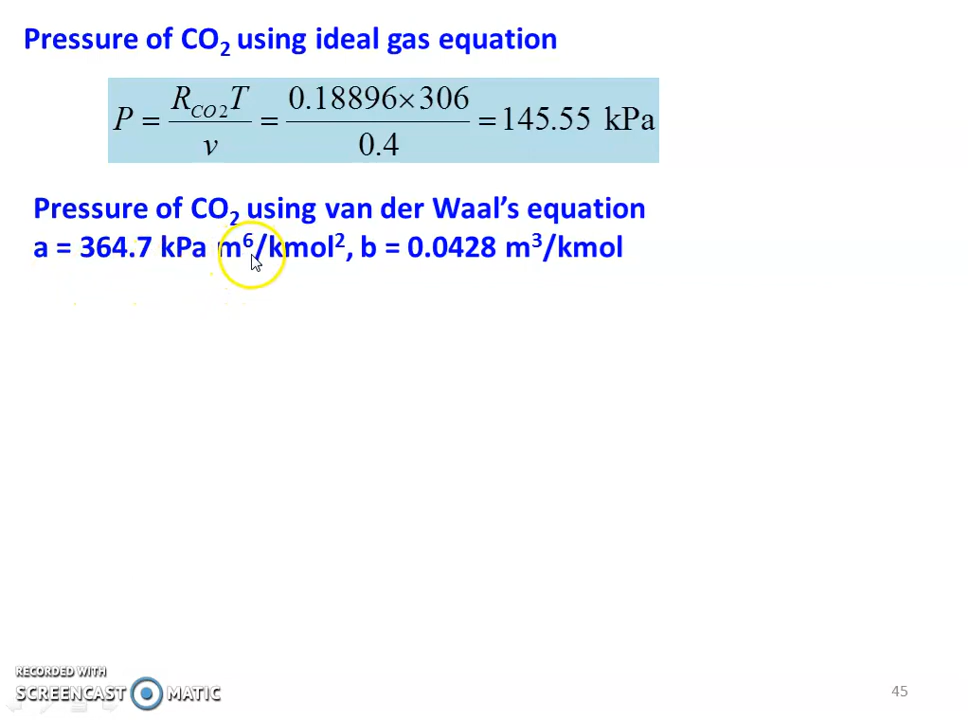 Pressure of CO₂ using ideal gas equation
P = R_CO2 T / v = 0.18896×306 / 0.4 = 145.55 kPa
Pressure of CO₂ using van der Waal’s equation
a = 364.7 kPa m⁶/kmol², b = 0.0428 m³/kmol
RECORDED WITH
SCREENCAST MATIC
45